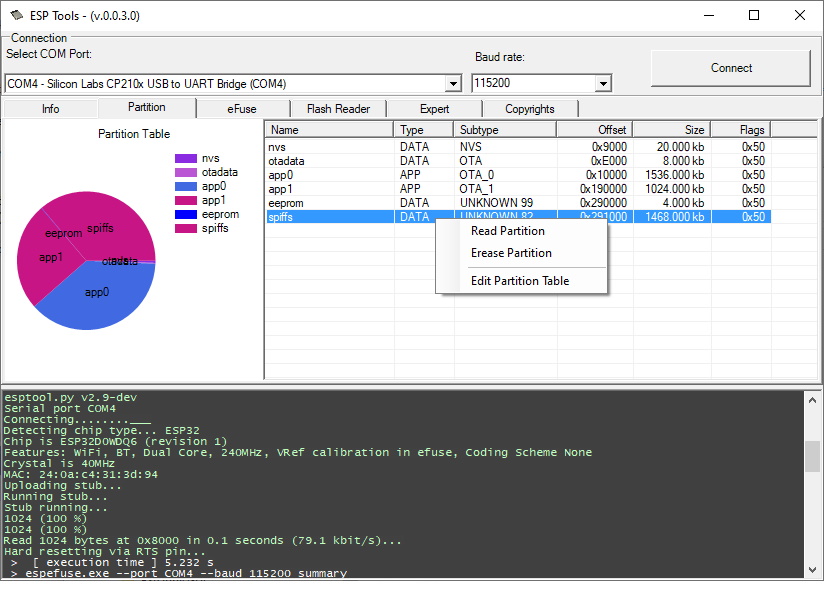 ESP Tools - (v.0.0.3.0)
Connection
Select COM Port:
Baud rate:
COM4 - Silicon Labs CP210x USB to UART Bridge (COM4)
115200
Connect
Info Partition eFuse Flash Reader Expert Copyrights
Partition Table
nvs
otadata
app0
app1
eeprom
spiffs
spiffs
eeprom
app1
otadata
app0
Name Type Subtype Offset Size Flags
nvs DATA NVS 0x9000 20.000 kb 0x50
otadata DATA OTA 0xE000 8.000 kb 0x50
app0 APP OTA_0 0x10000 1536.000 kb 0x50
app1 APP OTA_1 0x190000 1024.000 kb 0x50
eeprom DATA UNKNOWN 99 0x290000 4.000 kb 0x50
spiffs DATA UNKNOWN 82 0x291000 1468.000 kb 0x50
Read Partition
Erease Partition
Edit Partition Table
esptool.py v2.9-dev
Serial port COM4
Connecting........___
Detecting chip type... ESP32
Chip is ESP32D0WDQ6 (revision 1)
Features: WiFi, BT, Dual Core, 240MHz, VRef calibration in efuse, Coding Scheme None
Crystal is 40MHz
MAC: 24:0a:c4:31:3d:94
Uploading stub...
Running stub...
Stub running...
1024 (100 %)
1024 (100 %)
Read 1024 bytes at 0x8000 in 0.1 seconds (79.1 kbit/s)...
Hard resetting via RTS pin...
> [ execution time ] 5.232 s
> espefuse.exe --port COM4 --baud 115200 summary